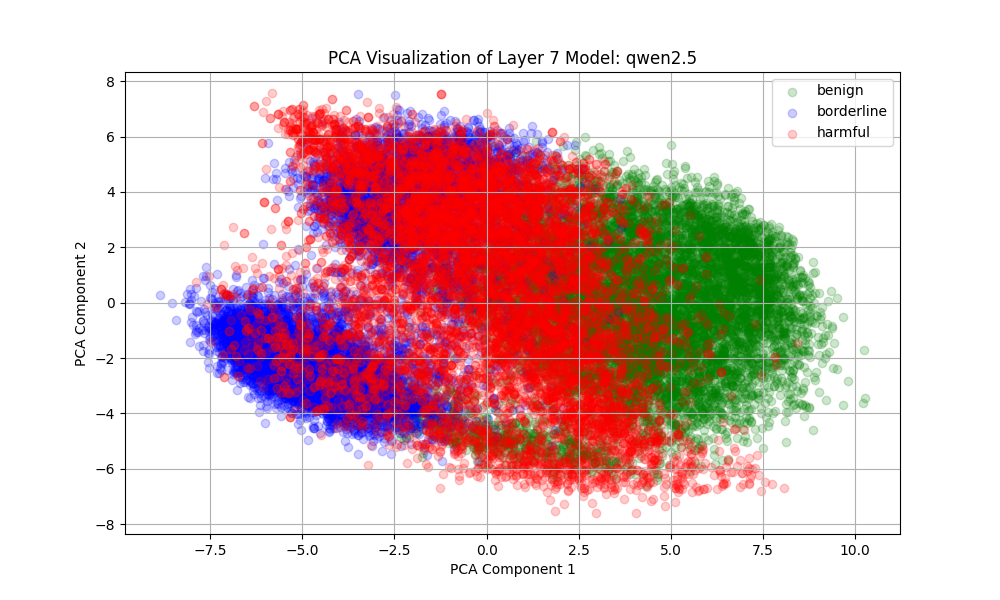 PCA Visualization of Layer 7 Model: qwen2.5
benign
borderline
harmful
8
6
4
2
0
−2
−4
−6
−8
PCA Component 2
−7.5 −5.0 −2.5 0.0 2.5 5.0 7.5 10.0
PCA Component 1